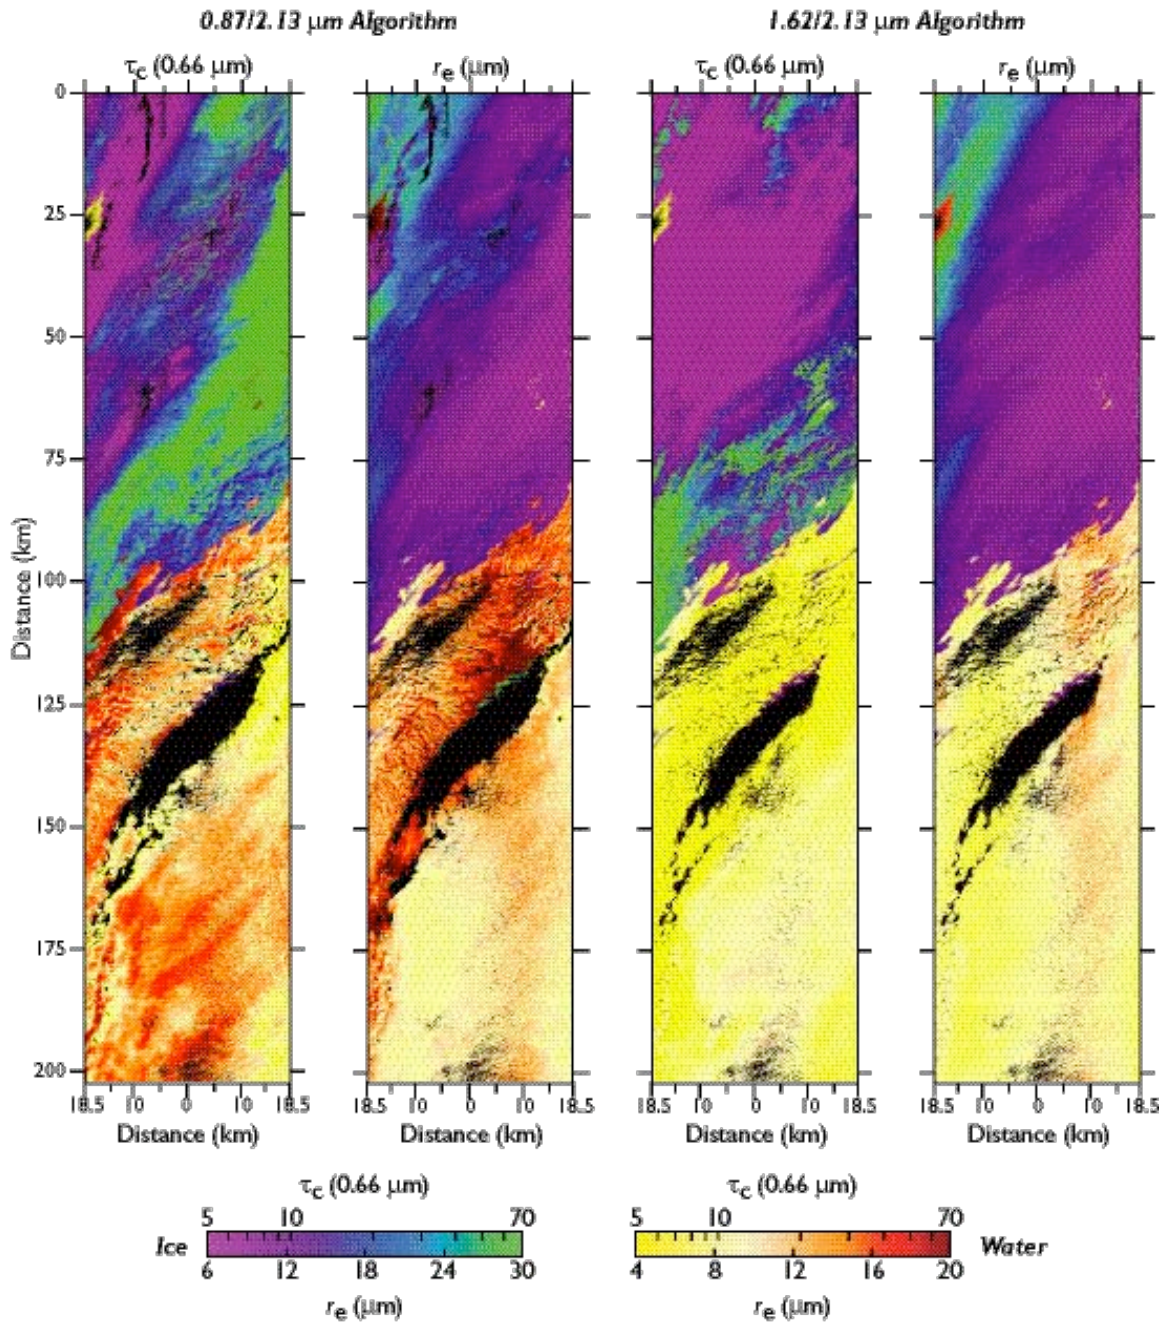 0.87/2.13 μm Algorithm 1.62/2.13 μm Algorithm
τc (0.66 μm) re (μm) τc (0.66 μm) re (μm)
0
25
50
75
100
125
150
175
200
Distance (km)
18.5 10 0 10 18.5 18.5 10 0 10 18.5 18.5 10 0 10 18.5 18.5 10 0 10 18.5
Distance (km) Distance (km) Distance (km) Distance (km)
τc (0.66 μm) τc (0.66 μm)
5 10 70 5 10 70
Ice Water
6 12 18 24 30 4 8 12 16 20
re (μm) re (μm)